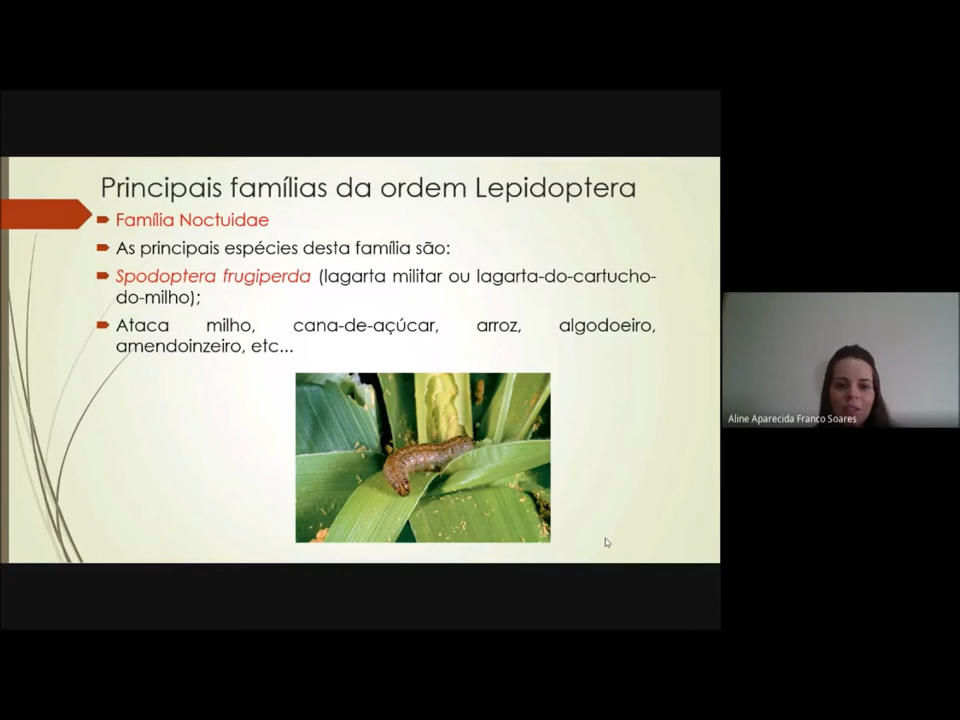 Principais famílias da ordem Lepidoptera
Família Noctuidae
As principais espécies desta família são:
Spodoptera frugiperda (lagarta militar ou lagarta-do-cartucho-
do-milho);
Ataca milho, cana-de-açúcar, arroz, algodoeiro,
amendoinzeiro, etc...
Aline Aparecida Franco Soares